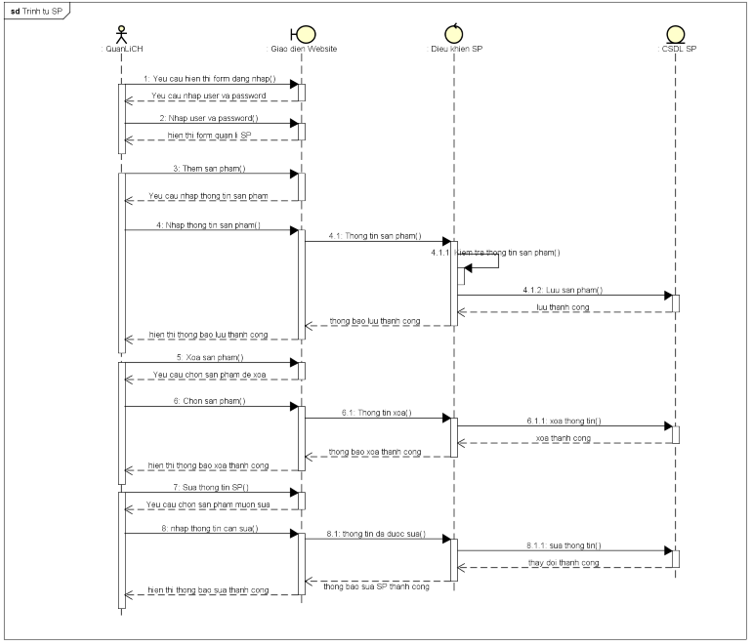 sd Trinh tu SP
: QuanLiCH
: Giao dien Website
: Dieu khien SP
: CSDL SP
1: Yeu cau hien thi form dang nhap()
Yeu cau nhap user va password
2: Nhap user va password()
hien thi form quan li SP
3: Them san pham()
Yeu cau nhap thong tin san pham
4: Nhap thong tin san pham()
4.1: Thong tin san pham()
4.1.1: Kiem tra thong tin san pham()
4.1.2: Luu san pham()
luu thanh cong
thong bao luu thanh cong
hien thi thong bao luu thanh cong
5: Xoa san pham()
Yeu cau chon san pham de xoa
6: Chon san pham()
6.1: Thong tin xoa()
6.1.1: xoa thong tin()
xoa thanh cong
thong bao xoa thanh cong
hien thi thong bao xoa thanh cong
7: Sua thong tin SP()
Yeu cau chon san pham muon sua
8: nhap thong tin can sua()
8.1: thong tin da duoc sua()
8.1.1: sua thong tin()
thay doi thanh cong
thong bao sua SP thanh cong
hien thi thong bao sua thanh cong